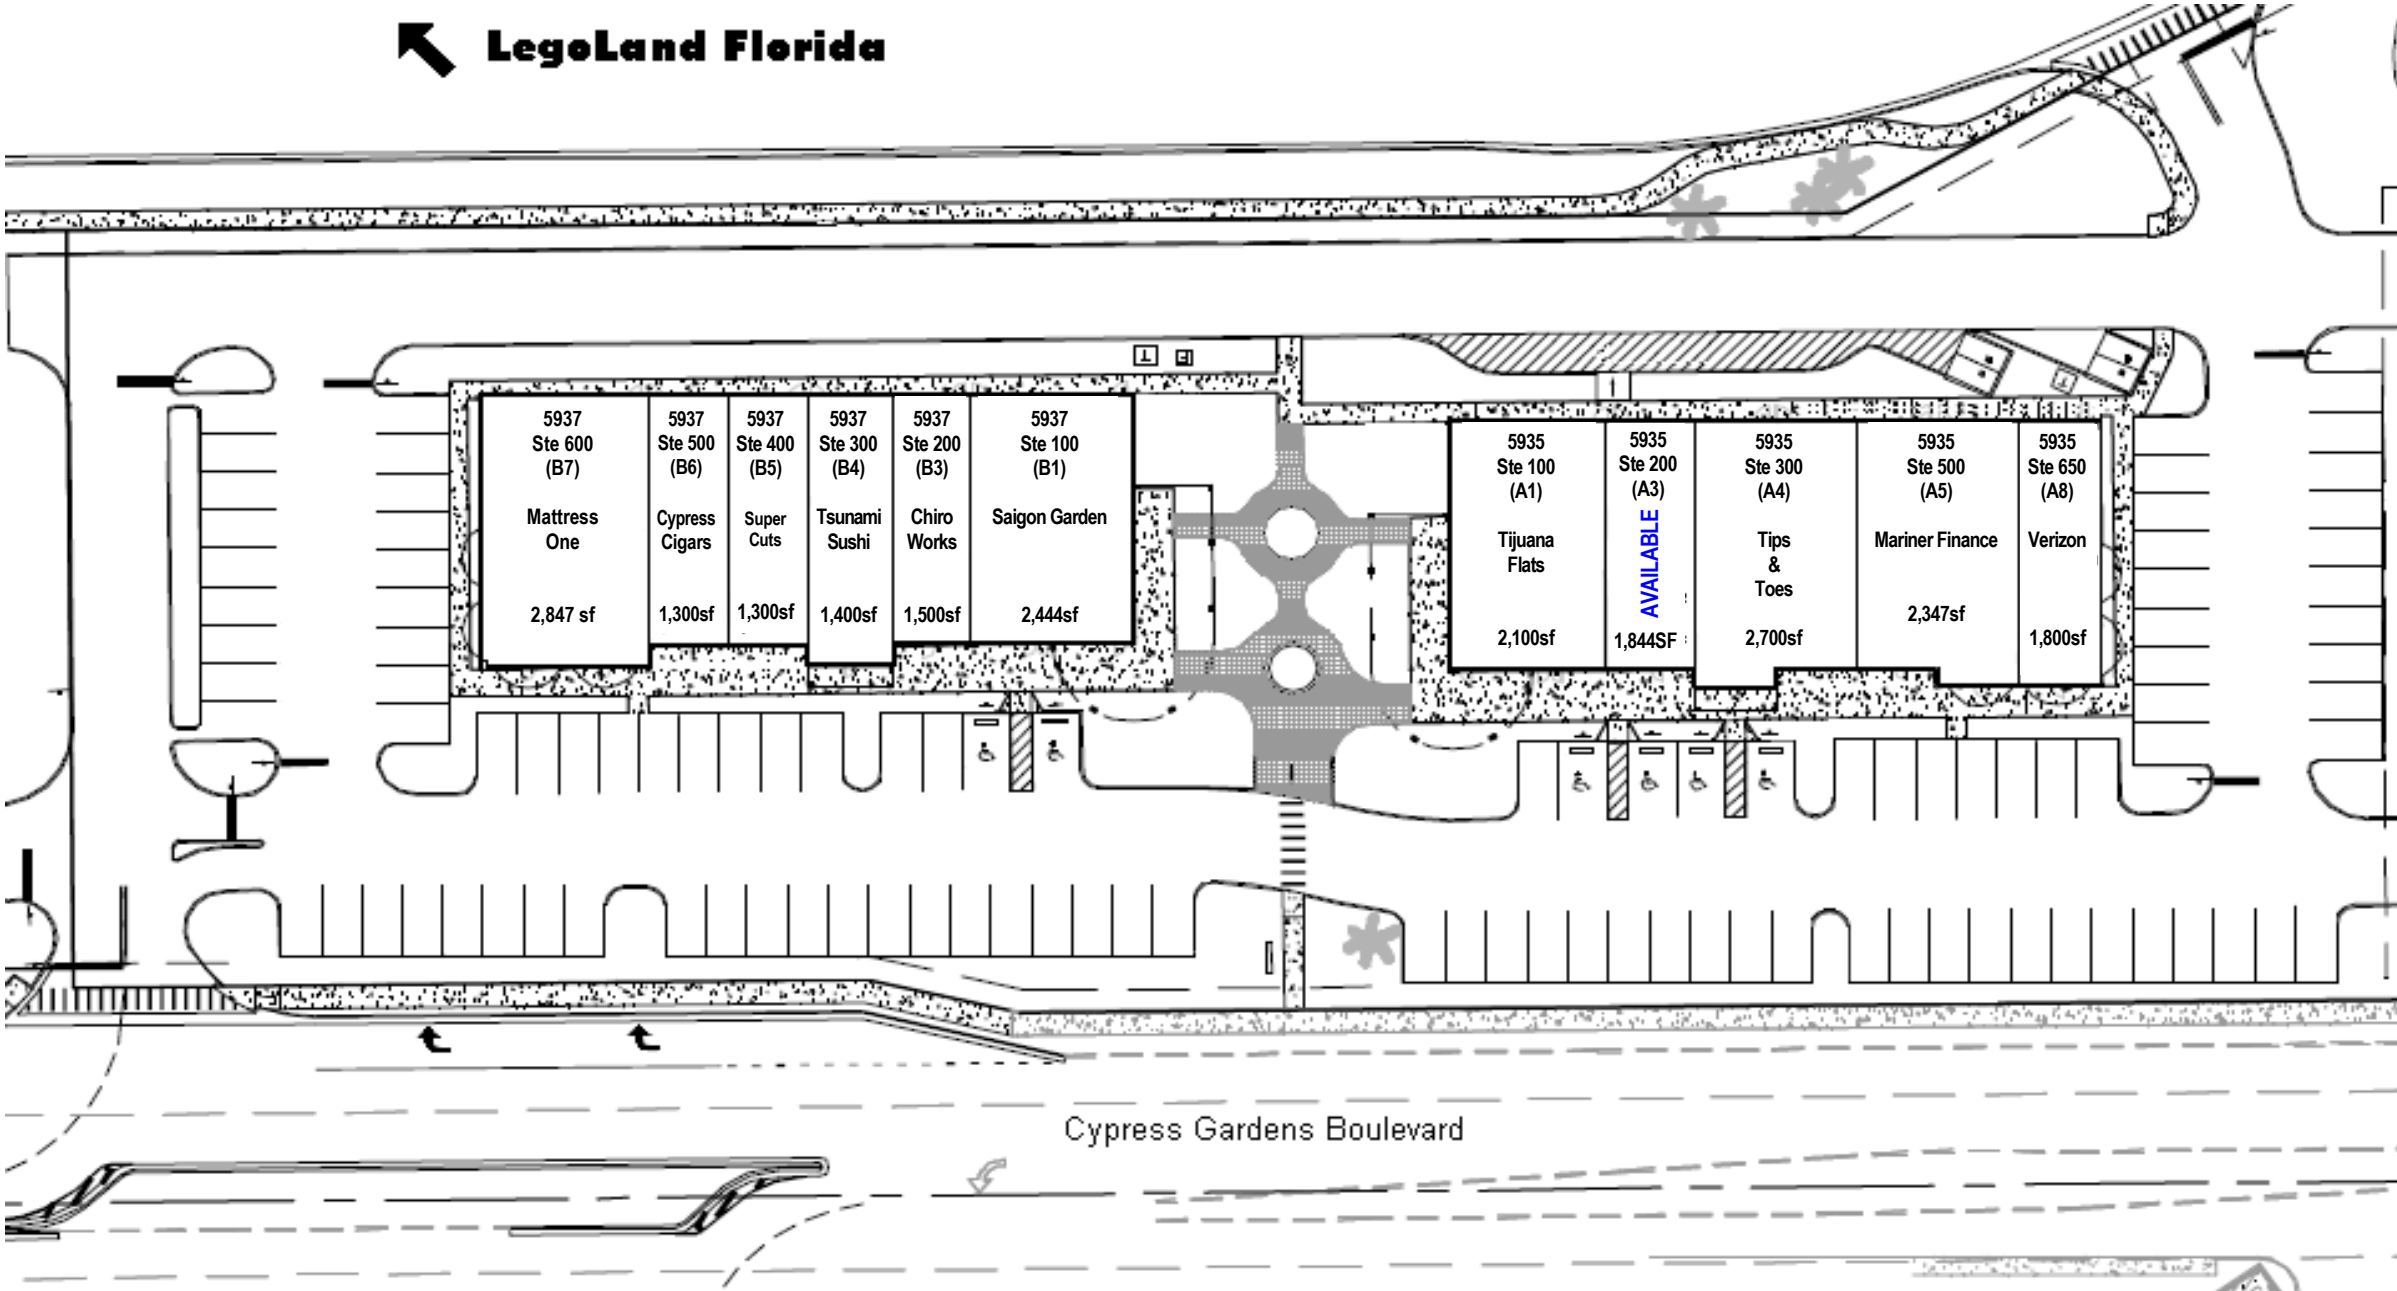 LegoLand Florida
T
E
T
5937
Ste 600
(B7)
Mattress
One
2,847 sf
5937
Ste 500
(B6)
Cypress
Cigars
1,300sf
5937
Ste 400
(B5)
Super
Cuts
1,300sf
5937
Ste 300
(B4)
Tsunami
Sushi
1,400sf
5937
Ste 200
(B3)
Chiro
Works
1,500sf
5937
Ste 100
(B1)
Saigon Garden
2,444sf
5935
Ste 100
(A1)
Tijuana
Flats
2,100sf
5935
Ste 200
(A3)
AVAILABLE
1,844SF
5935
Ste 300
(A4)
Tips
&
Toes
2,700sf
5935
Ste 500
(A5)
Mariner Finance
2,347sf
5935
Ste 650
(A8)
Verizon
1,800sf
Cypress Gardens Boulevard